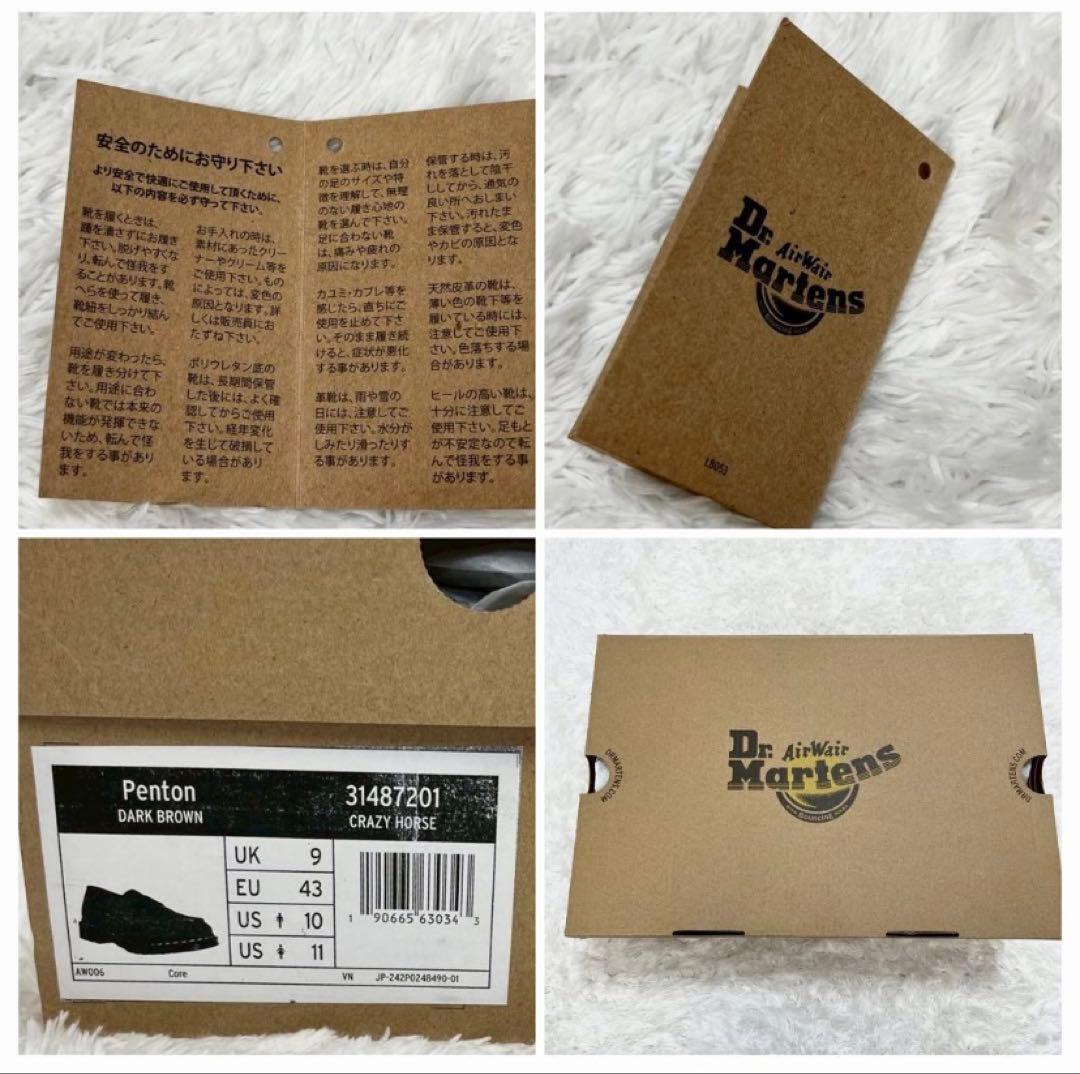 安全のためにお守り下さい
より安全で快適にご使用して頂くために、
以下の内容を必ず守って下さい。
靴を履くときは、
踵を潰さずにお履き
下さい。脱げやすくな
り、転んで怪我をす
ることがあります。靴
べらを使って履き、
靴紐をしっかり結ん
でご使用下さい。
用途が変わったら、
靴を履き分けて下
さい。用途に合わ
ない靴では本来の
機能が発揮できな
いため、転んで怪
我をする事があり
ます。
お手入れの時は、
素材にあったクリー
ナーやクリーム等を
ご使用下さい。もの
によっては、変色の
原因となります。詳
しくは販売員にお
たずね下さい。
ポリウレタン底の
靴は、長期間保管
した後には、よく確
認してからご使用
下さい。経年変化
を生じて破損して
いる場合があり
ます。
靴を選ぶ時は、自分
の足のサイズや特
徴を理解して、無理
のない履き心地の
靴を選んで下さい。
足に合わない靴
は、痛みや疲れの
原因になります。
カユミ・カブレ等を
感じたら、直ちにご
使用を止めて下さ
い。そのまま履き続
けると、症状が悪化
する事があります。
革靴は、雨や雪の
日には、注意してご
使用下さい。水分が
しみたり滑ったりす
る事があります。
保管する時は、汚
れを落として陰干
ししてから、通気の
良い所へおしまい
下さい。汚れたま
ま保管すると、変色
やカビの原因とな
ります。
天然皮革の靴は、
薄い色の靴下等を
履いている時には、
注意してご使用下
さい。色落ちする場
合があります。
ヒールの高い靴は、
十分に注意してご
使用下さい。足もと
が不安定なので転
んで怪我をする事
があります。
Dr.
AirWair
Martens
LB053
Penton
DARK BROWN
31487201
CRAZY HORSE
UK 9
EU 43
US 10
US 11
1 90665 63034 3
AW006 Core VN JP-242P0248490-01
Dr.
AirWair
Martens
Bouncing
DRMARTENS.COM
DRMARTENS.COM